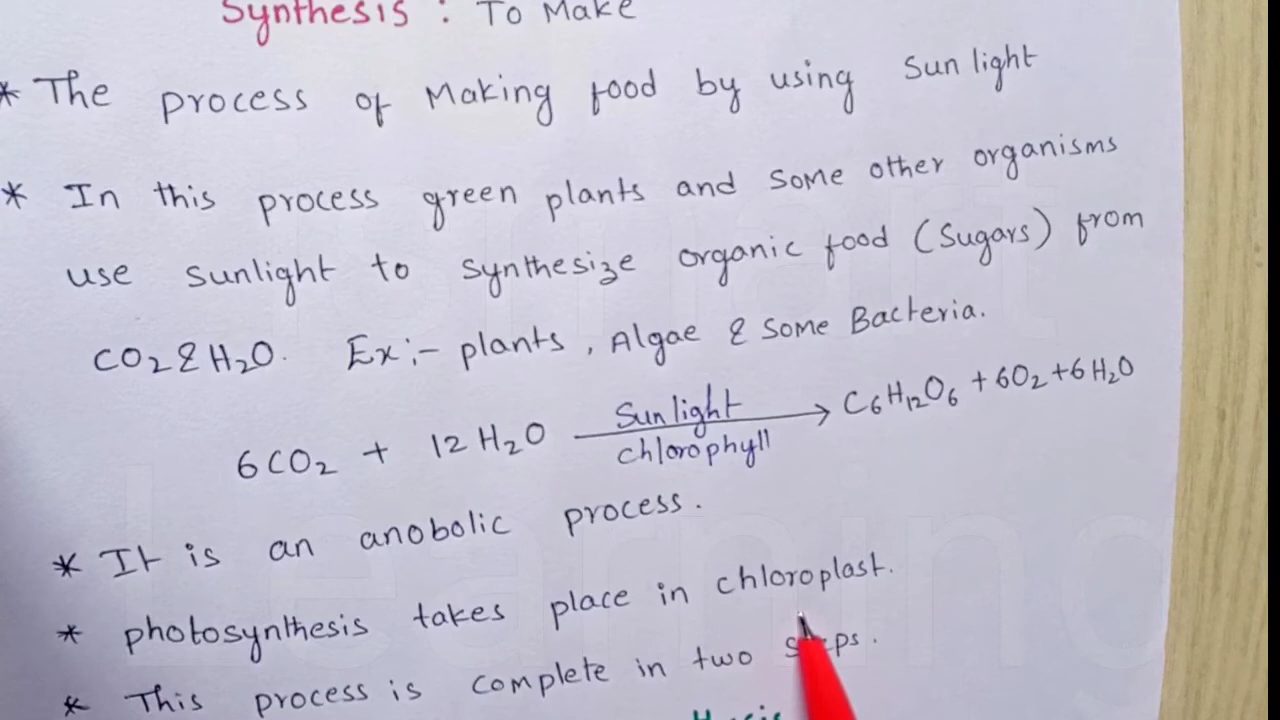 Synthesis : To Make
* The process of Making food by using Sun light
* In this process green plants and some other organisms
use sunlight to synthesize organic food (Sugars) from
CO2 & H2O. Ex:- plants, Algae & some Bacteria.
6CO2 + 12H2O Sunlight chlorophyll → C6H12O6 + 6O2 + 6H2O
* It is an anobolic process.
* photosynthesis takes place in chloroplast.
* This process is complete in two steps.